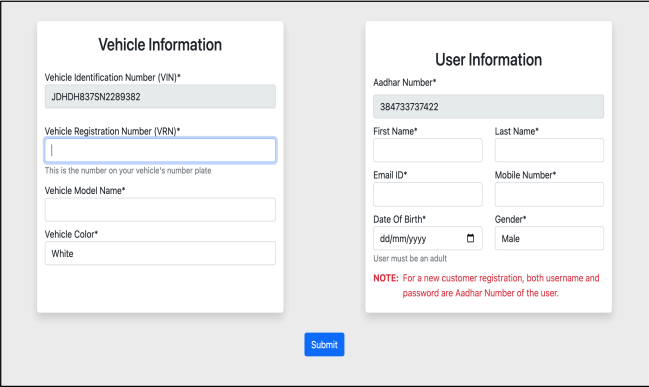 Vehicle Information
Vehicle Identification Number (VIN)*
JDHDH837SN2289382
Vehicle Registration Number (VRN)*
This is the number on your vehicle's number plate
Vehicle Model Name*
Vehicle Color*
White
User Information
Aadhar Number*
384733737422
First Name* Last Name*
Email ID* Mobile Number*
Date Of Birth* Gender*
dd/mm/yyyy Male
User must be an adult
NOTE: For a new customer registration, both username and
password are Aadhar Number of the user.
Submit